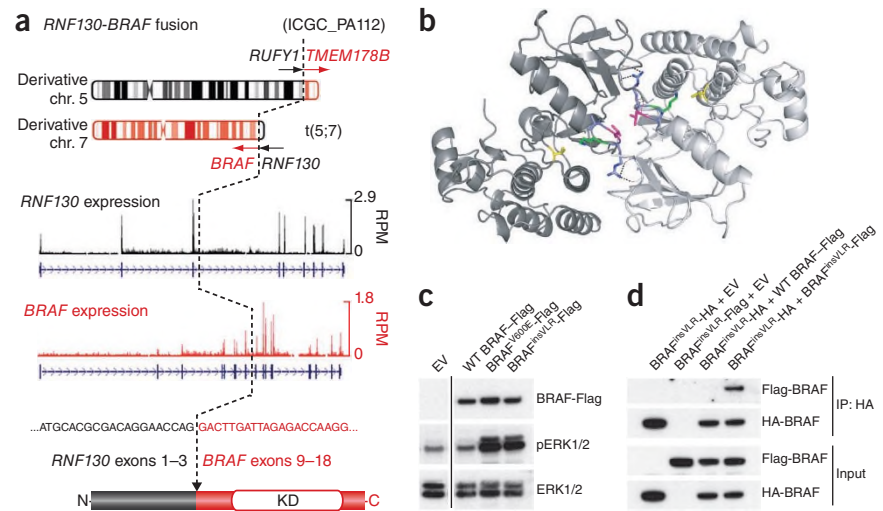 a
RNF130-BRAF fusion
(ICGC_PA112)
RUFY1
TMEM178B
Derivative
chr. 5
Derivative
chr. 7
t(5;7)
BRAF
RNF130
RNF130 expression
2.9
0
RPM
BRAF expression
1.8
0
RPM
...ATGCACGCGACAGGAACCAG GACTTGATTAGAGACCAAGG...
RNF130 exons 1–3
BRAF exons 9–18
N-
KD
-C
b
c
EV
WT BRAF–Flag
BRAFV600E-Flag
BRAFinsVLR-Flag
BRAF-Flag
pERK1/2
ERK1/2
d
BRAFinsVLR-HA + EV
BRAFinsVLR-Flag + EV
BRAFinsVLR-HA + WT BRAF–Flag
BRAFinsVLR-HA + BRAFinsVLR-Flag
Flag-BRAF
HA-BRAF
IP: HA
Flag-BRAF
HA-BRAF
Input